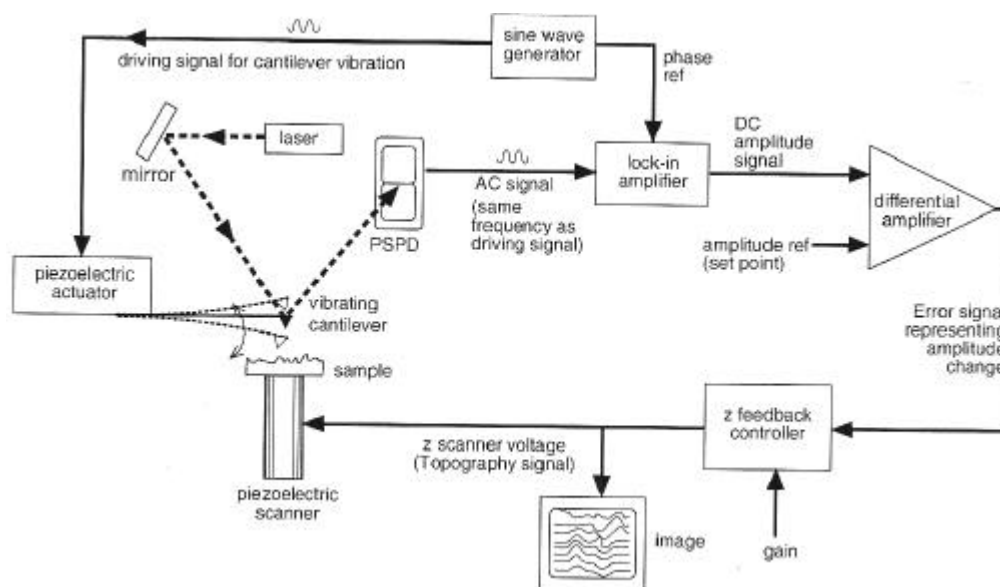 sine wave
generator
driving signal for cantilever vibration
phase
ref
laser
mirror
DC
amplitude
signal
lock-in
amplifier
AC signal
(same
frequency as
driving signal)
PSPD
differential
amplifier
amplitude ref
(set point)
piezoelectric
actuator
vibrating
cantilever
Error signa
representing
amplitude
change
sample
z feedback
controller
z scanner voltage
(Topography signal)
piezoelectric
scanner
image
gain